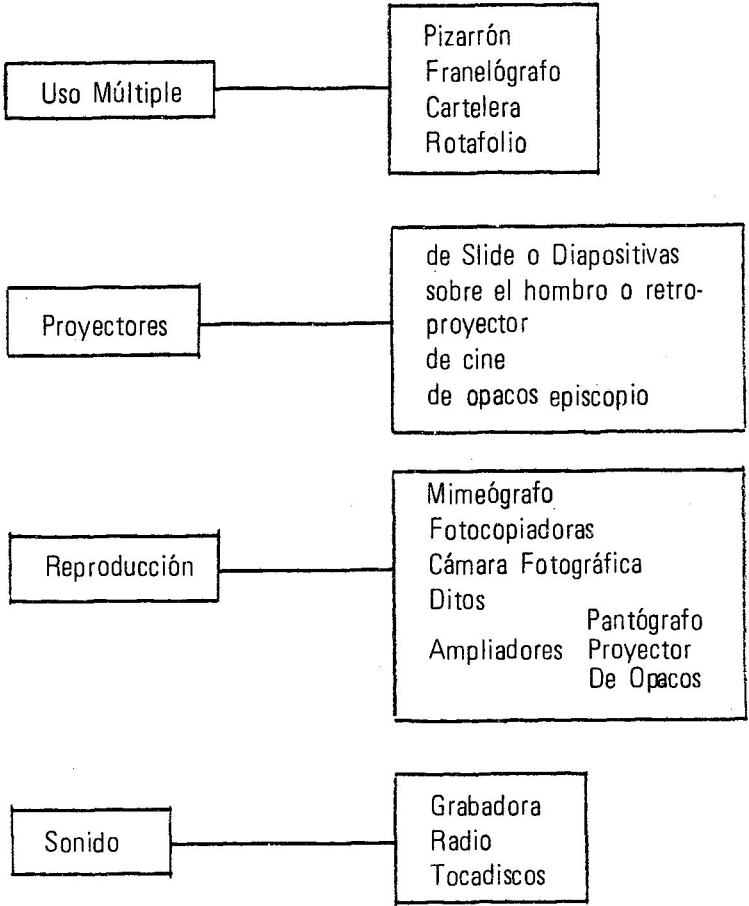 Uso Múltiple
Pizarrón
Franelógrafo
Cartelera
Rotafolio
Proyectores
de Slide o Diapositivas
sobre el hombro o retro-
proyector
de cine
de opacos episcopio
Reproducción
Mimeógrafo
Fotocopiadoras
Cámara Fotográfica
Ditos
Ampliadores
Pantógrafo
Proyector
De Opacos
Sonido
Grabadora
Radio
Tocadiscos